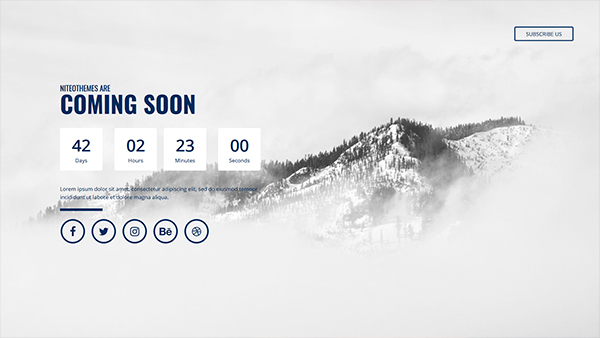 SUBSCRIBE US
NITEOTHEMES ARE
COMING SOON
42 02 23 00
Days Hours Minutes Seconds
Lorem ipsum dolor sit amet, consectetur adipiscing elit, sed do eiusmod tempor
incididunt ut labore et dolore magna aliqua.
Bē